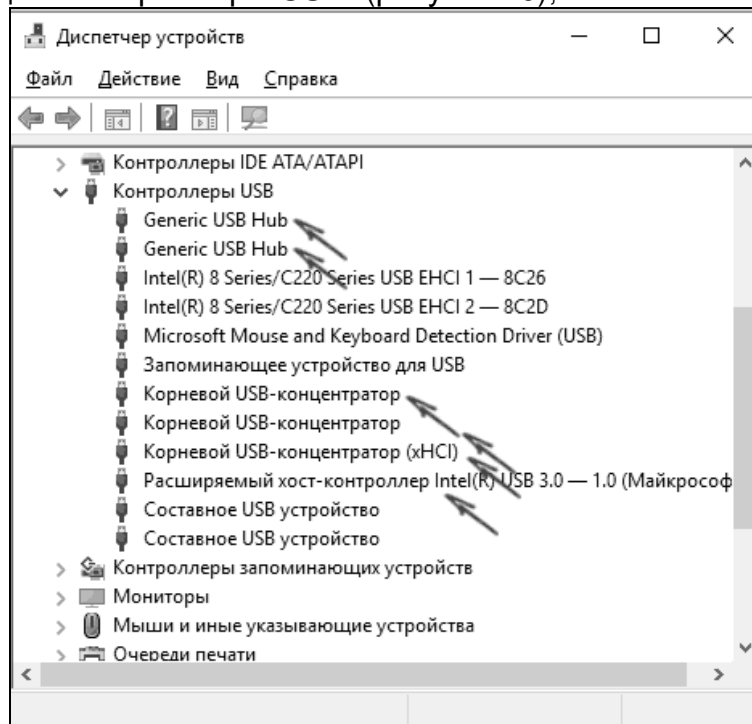 Диспетчер устройств
Файл Действие Вид Справка
Контроллеры IDE ATA/ATAPI
Контроллеры USB
Generic USB Hub
Generic USB Hub
Intel(R) 8 Series/C220 Series USB EHCI 1 — 8C26
Intel(R) 8 Series/C220 Series USB EHCI 2 — 8C2D
Microsoft Mouse and Keyboard Detection Driver (USB)
Запоминающее устройство для USB
Корневой USB-концентратор
Корневой USB-концентратор
Корневой USB-концентратор (xHCI)
Расширяемый хост-контроллер Intel(R) USB 3.0 — 1.0 (Майкрософ
Составное USB устройство
Составное USB устройство
Контроллеры запоминающих устройств
Мониторы
Мыши и иные указывающие устройства
Очереди печати